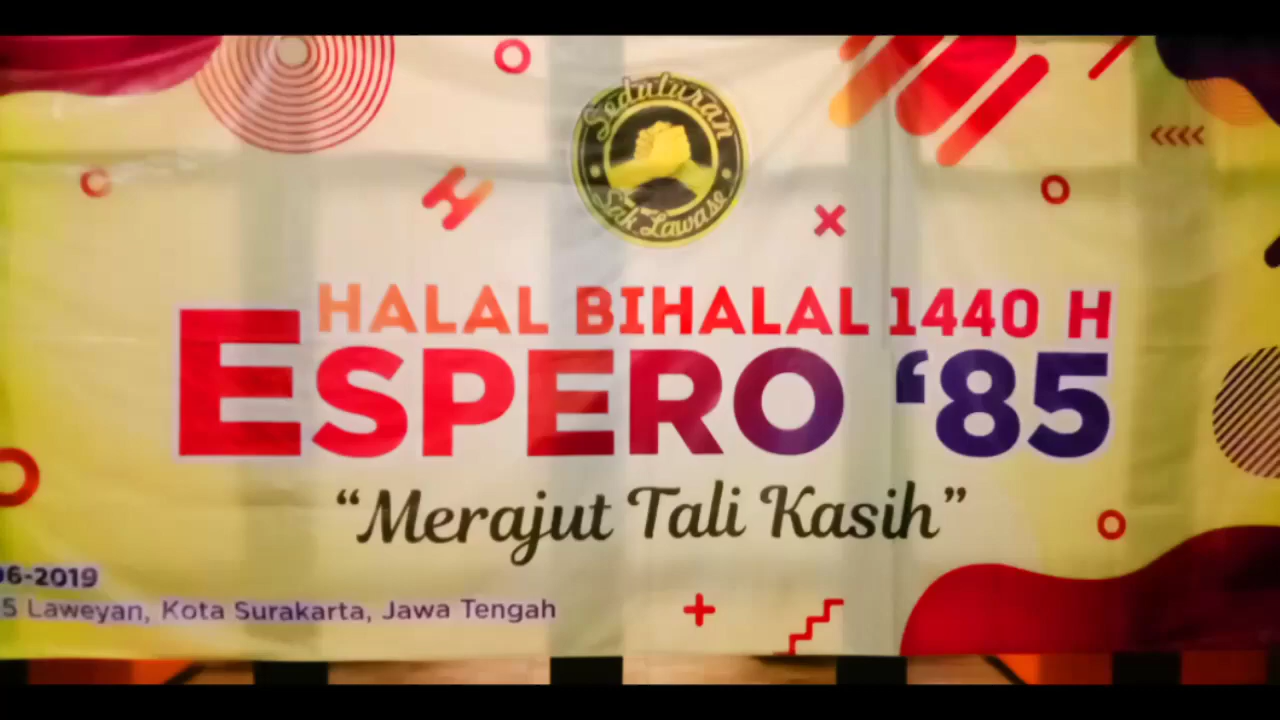 Seduluran
Sak Lawase
HALAL BIHALAL 1440 H
ESPERO ‘85
“Merajut Tali Kasih”
06-2019
5 Laweyan, Kota Surakarta, Jawa Tengah